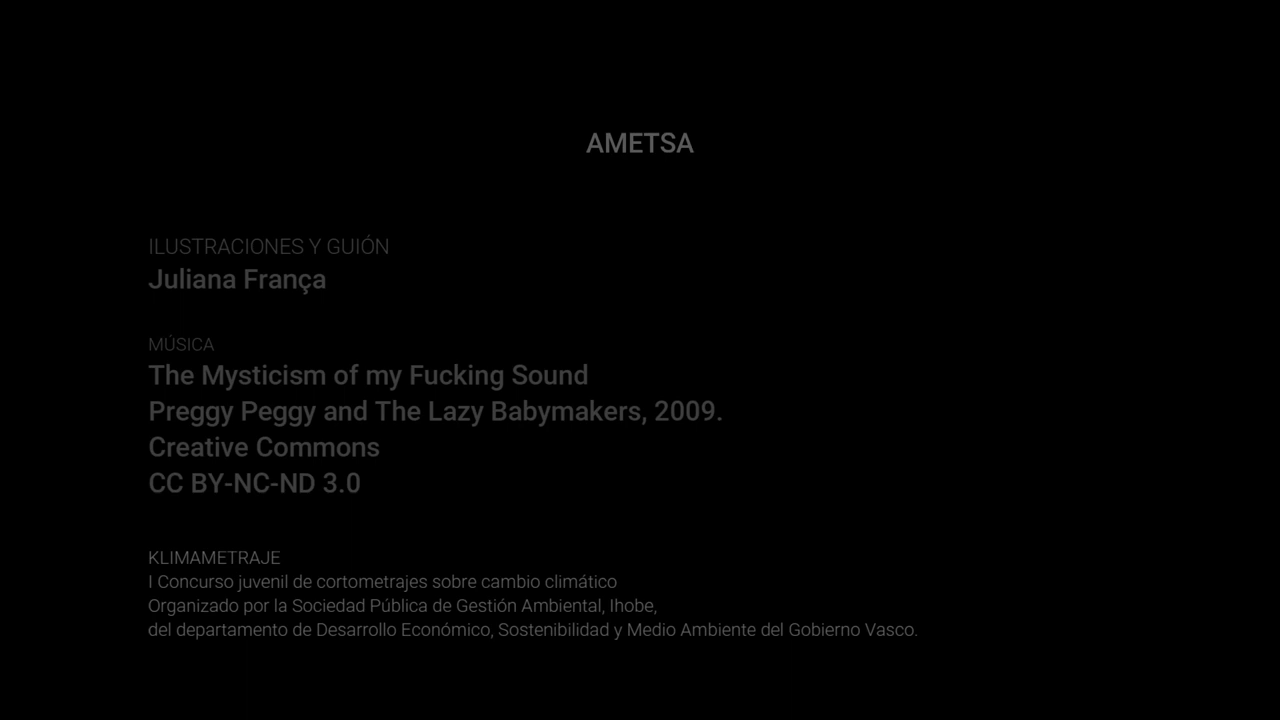 AMETSA
ILUSTRACIONES Y GUIÓN
Juliana França
MÚSICA
The Mysticism of my Fucking Sound
Preggy Peggy and The Lazy Babymakers, 2009.
Creative Commons
CC BY-NC-ND 3.0
KLIMAMETRAJE
I Concurso juvenil de cortometrajes sobre cambio climático
Organizado por la Sociedad Pública de Gestión Ambiental, Ihobe,
del departamento de Desarrollo Económico, Sostenibilidad y Medio Ambiente del Gobierno Vasco.